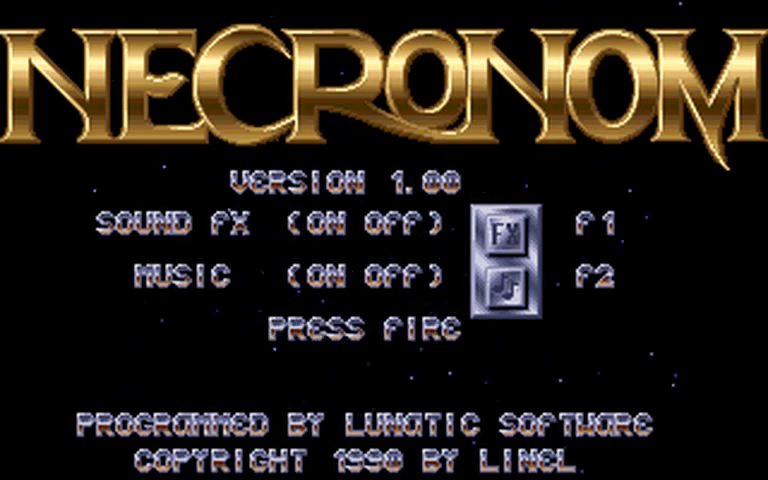 NECRONOM
VERSION 1.00
SOUND FX (ON OFF) FX F1
MUSIC (ON OFF) F2
PRESS FIRE
PROGRAMMED BY LUNATIC SOFTWARE
COPYRIGHT 1990 BY LINEL